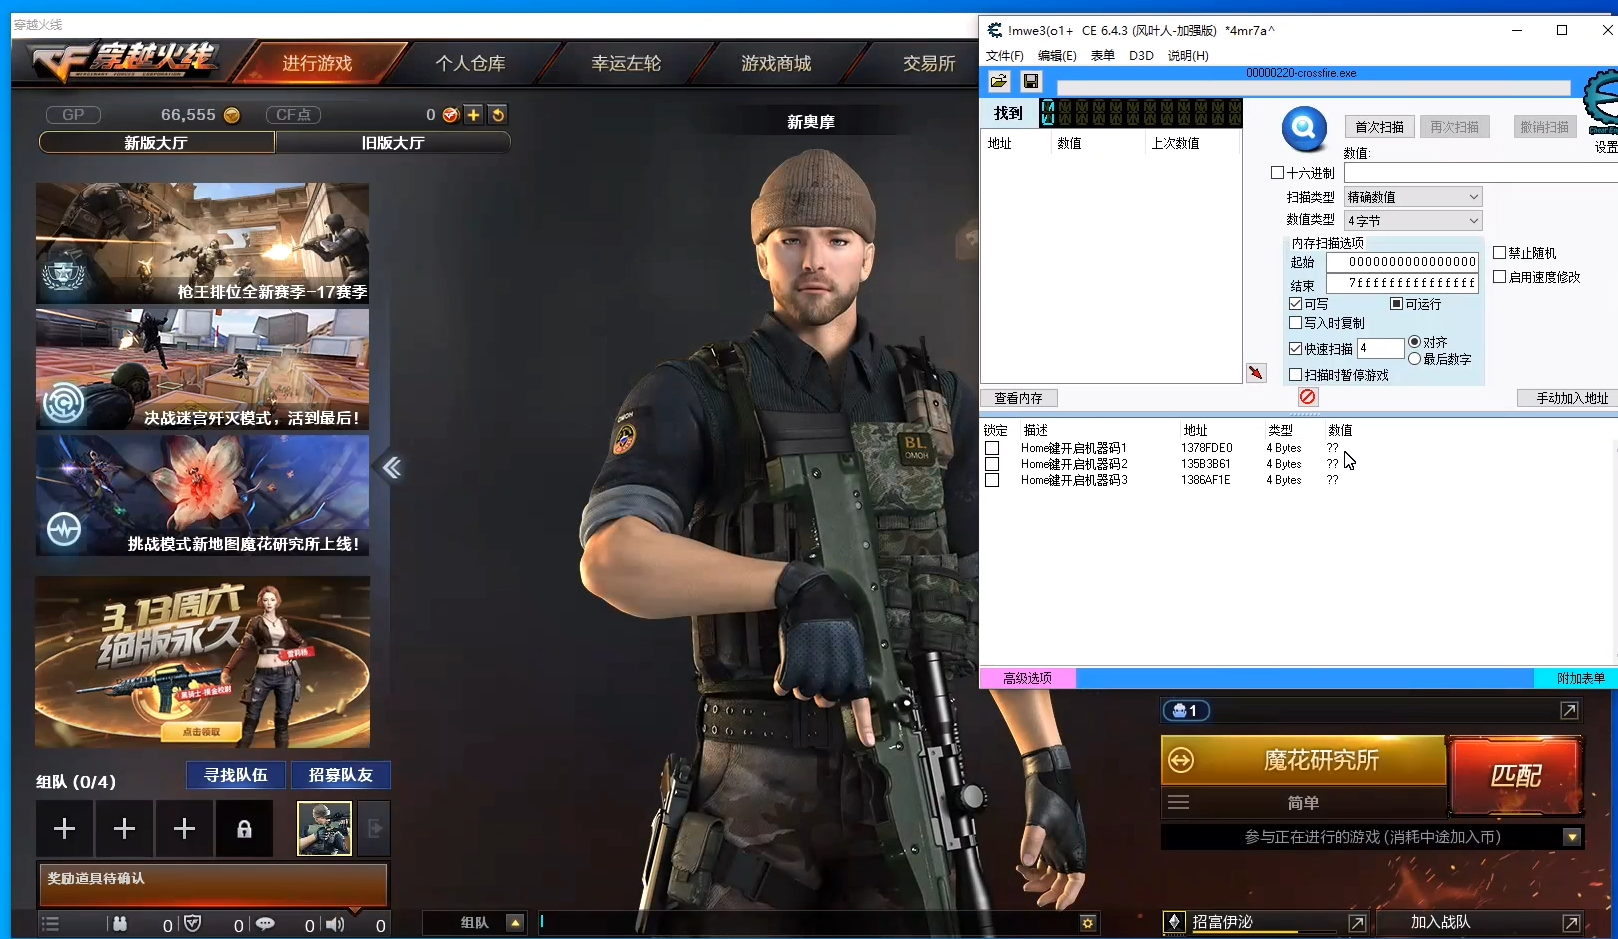 穿越火线
穿越火线
进行游戏
个人仓库
幸运左轮
游戏商城
交易所
GP
66,555
CF点
0
新版大厅
旧版大厅
新奥摩
枪王排位全新赛季-17赛季
决战迷宫歼灭模式，活到最后！
挑战模式新地图魔花研究所上线！
3.13周六
绝版永久
黑骑士-摸金校尉
点击领取
组队 (0/4)
寻找队伍
招募队友
奖励道具待确认
0
0
0
0
组队
OMOH
BL
OMOH
!mwe3(o1+ CE 6.4.3 (风叶人-加强版) *4mr7a^
文件(F)
编辑(E)
表单
D3D
说明(H)
00000220-crossfire.exe
找到
地址
数值
上次数值
首次扫描
再次扫描
撤销扫描
设置
数值:
十六进制
扫描类型
精确数值
数值类型
4 字节
内存扫描选项
起始
0000000000000000
结束
7fffffffffffffff
禁止随机
启用速度修改
可写
可运行
写入时复制
快速扫描
4
对齐
最后数字
扫描时暂停游戏
查看内存
手动加入地址
锁定
描述
地址
类型
数值
Home键开启机器码1 1378FDE0 4 Bytes ??
Home键开启机器码2 135B3B61 4 Bytes ??
Home键开启机器码3 1386AF1E 4 Bytes ??
高级选项
附加表单
1
魔花研究所
简单
匹配
参与正在进行的游戏 (消耗中途加入币)
招富伊泌
加入战队